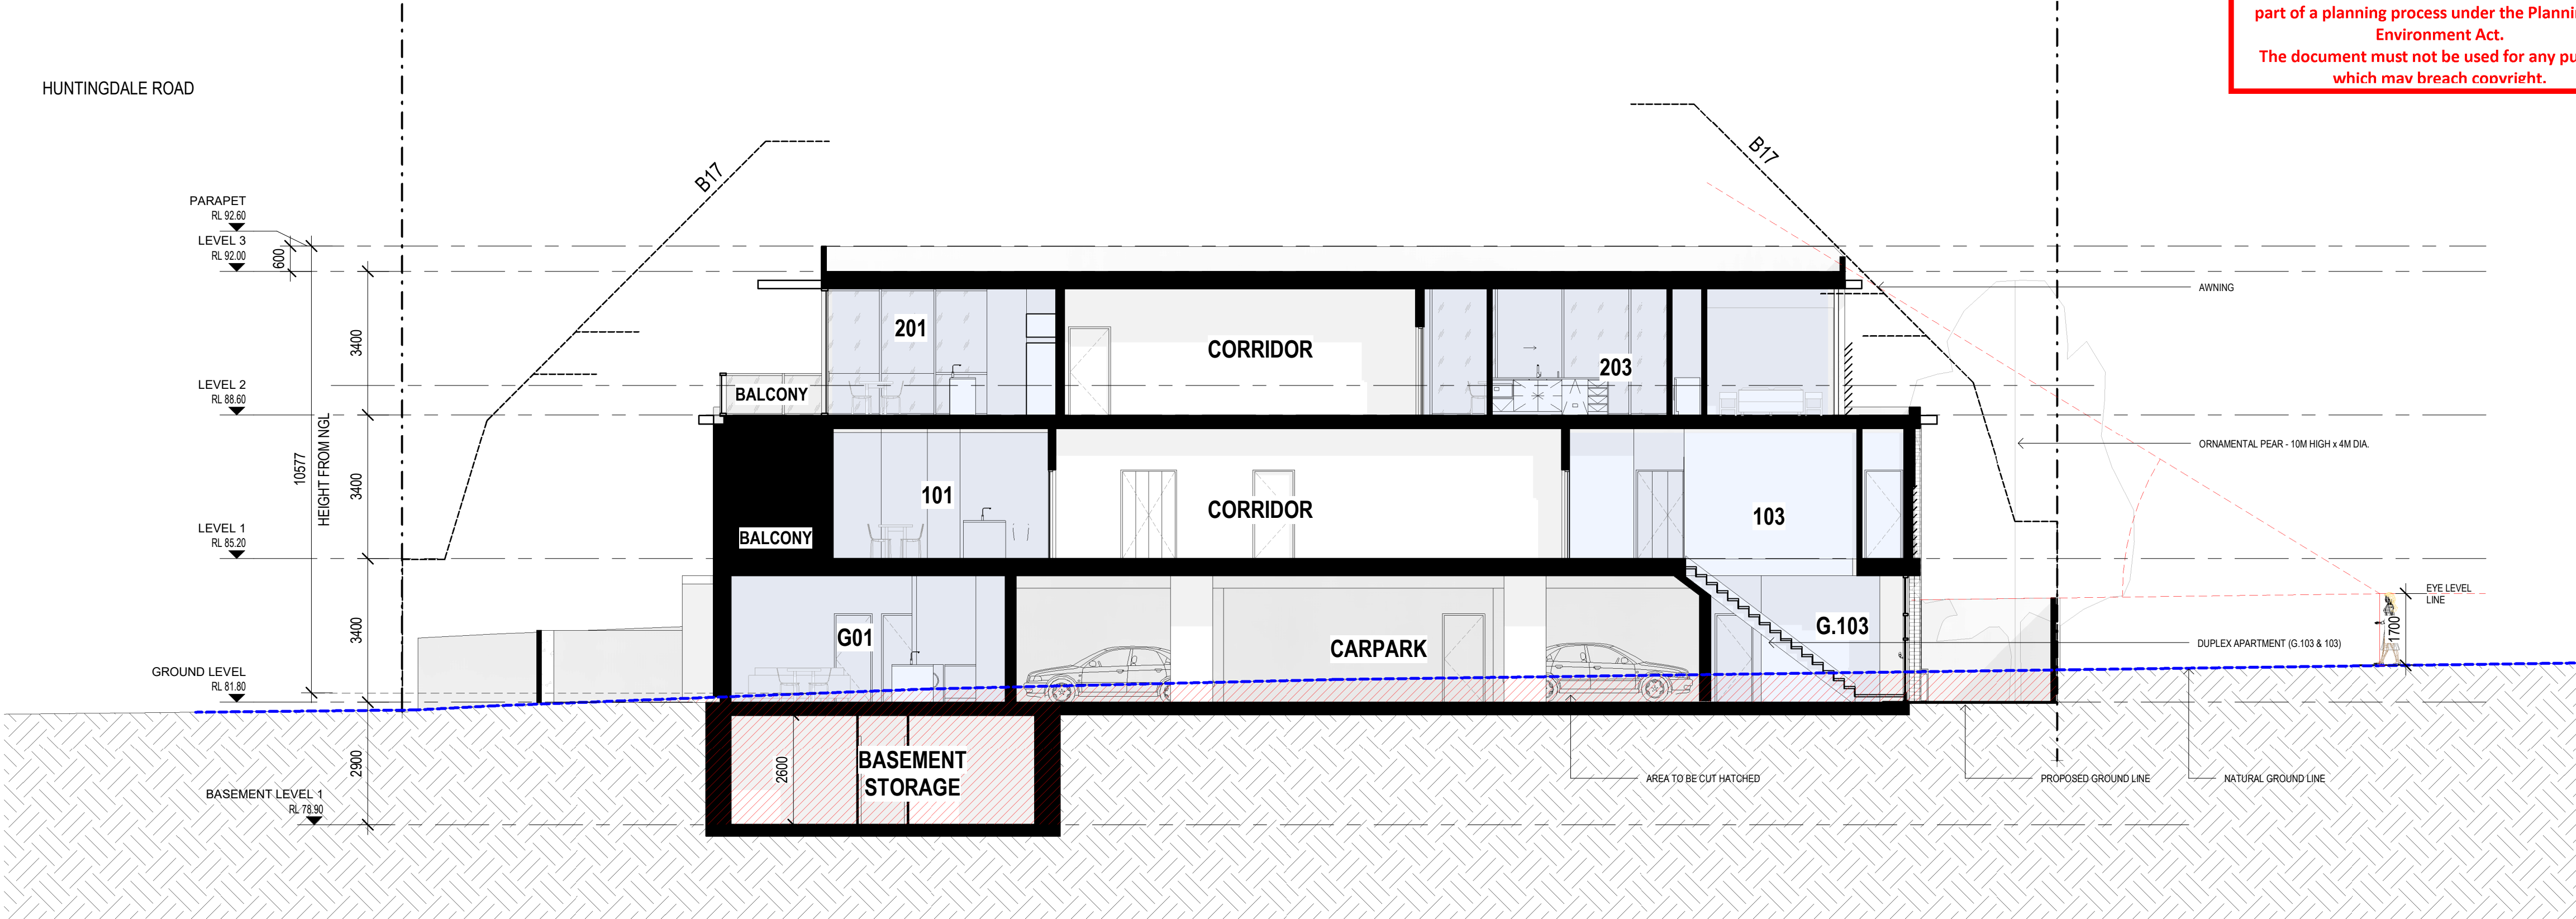 part of a planning process under the
Environment Act.
The document must not be used for any
which may breach copyright.
HUNTINGDALE ROAD
B17
B17
PARAPET
RL 92.60
LEVEL 3
RL 92.00
600
AWNING
3400
201
CORRIDOR
203
BALCONY
LEVEL 2
RL 88.60
ORNAMENTAL PEAR - 10M HIGH x 4M DIA.
10577
HEIGHT FROM NGL
3400
101
CORRIDOR
103
BALCONY
LEVEL 1
RL 85.20
EYE LEVEL
LINE
1700
3400
G01
CARPARK
G.103
DUPLEX APARTMENT (G.103 & 103)
GROUND LEVEL
RL 81.80
2900
2600
BASEMENT
STORAGE
AREA TO BE CUT HATCHED
PROPOSED GROUND LINE
NATURAL GROUND LINE
BASEMENT LEVEL 1
RL 78.90